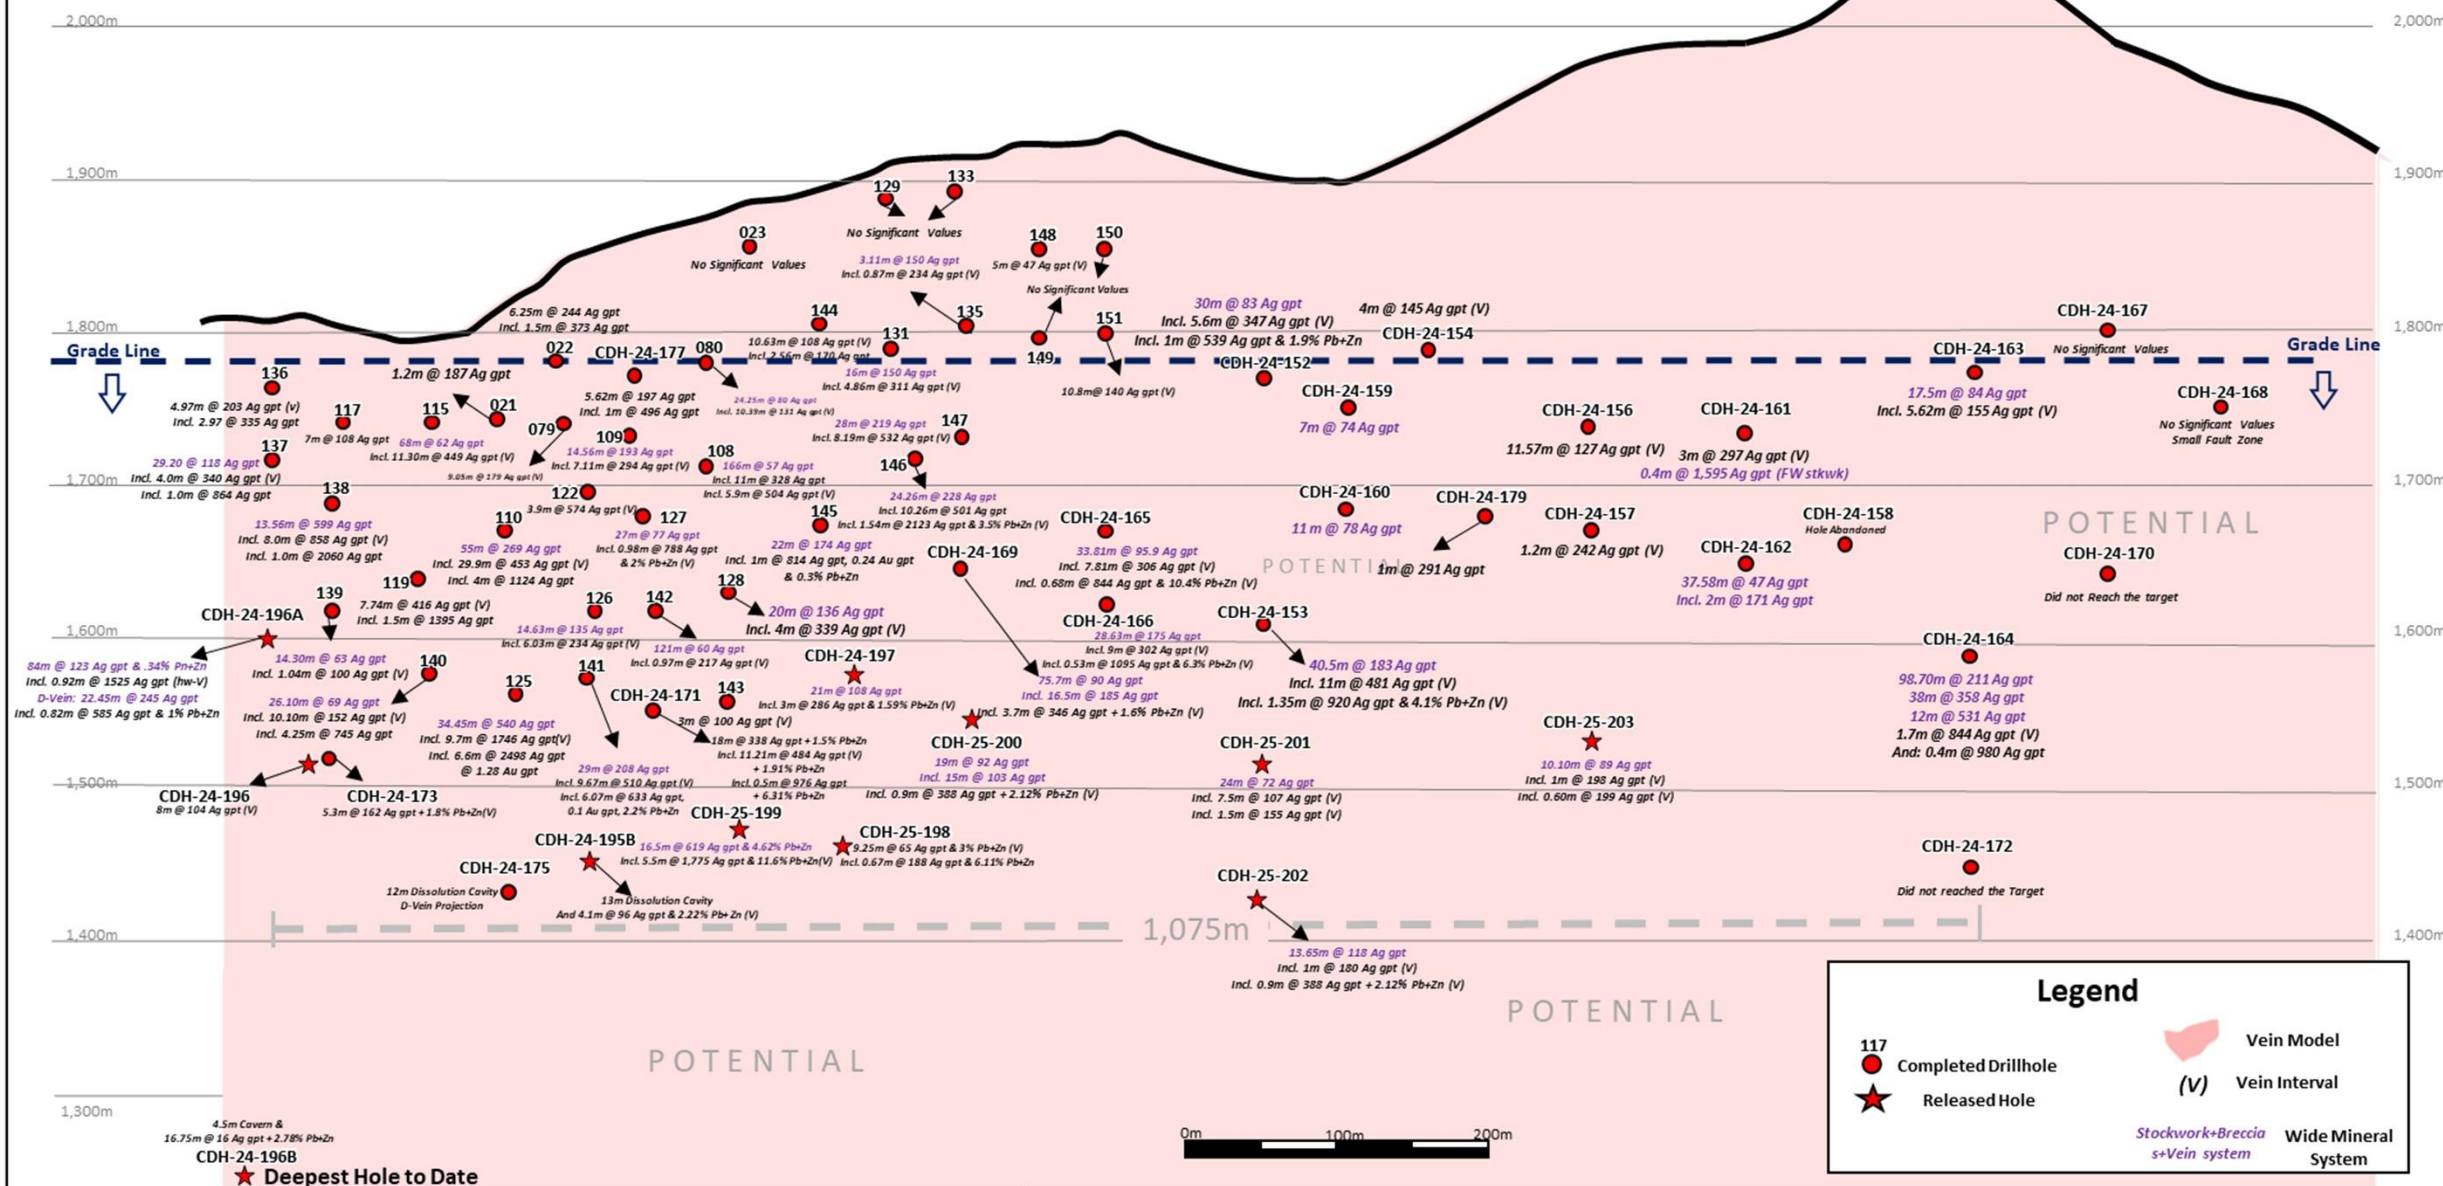 2,000m
2,000m
1,900m
1,900m
129
133
No Significant Values
023
No Significant Values
148
5m @ 47 Ag gpt (V)
150
No Significant Values
3.11m @ 150 Ag gpt
Incl. 0.87m @ 234 Ag gpt (V)
135
149
1,800m
1,800m
Grade Line
Grade Line
6.25m @ 244 Ag gpt
Incl. 1.5m @ 373 Ag gpt
022
144
10.63m @ 108 Ag gpt (V)
Incl. 2.56m @ 170 Ag gpt
131
16m @ 150 Ag gpt
Incl. 4.86m @ 311 Ag gpt (V)
151
10.8m@ 140 Ag gpt (V)
30m @ 83 Ag gpt
Incl. 5.6m @ 347 Ag gpt (V)
Incl. 1m @ 539 Ag gpt & 1.9% Pb+Zn
CDH-24-152
4m @ 145 Ag gpt (V)
CDH-24-154
CDH-24-167
No Significant Values
CDH-24-163
17.5m @ 84 Ag gpt
Incl. 5.62m @ 155 Ag gpt (V)
CDH-24-168
No Significant Values
Small Fault Zone
136
4.97m @ 203 Ag gpt (v)
Incl. 2.97 @ 335 Ag gpt
117
7m @ 108 Ag gpt
115
68m @ 62 Ag gpt
Incl. 11.30m @ 449 Ag gpt (V)
1.2m @ 187 Ag gpt
021
079
9.05m @ 179 Ag gpt (V)
CDH-24-177
5.62m @ 197 Ag gpt
Incl. 1m @ 496 Ag gpt
080
24.25m @ 80 Ag gpt
Incl. 10.39m @ 131 Ag gpt (V)
109
14.56m @ 193 Ag gpt
Incl. 7.11m @ 294 Ag gpt (V)
108
166m @ 57 Ag gpt
Incl. 11m @ 328 Ag gpt
Incl. 5.9m @ 504 Ag gpt (V)
28m @ 219 Ag gpt
Incl. 8.19m @ 532 Ag gpt (V)
147
146
24.26m @ 228 Ag gpt
Incl. 10.26m @ 501 Ag gpt
Incl. 1.54m @ 2123 Ag gpt & 3.5% Pb+Zn (V)
CDH-24-159
7m @ 74 Ag gpt
CDH-24-156
11.57m @ 127 Ag gpt (V)
CDH-24-161
3m @ 297 Ag gpt (V)
0.4m @ 1,595 Ag gpt (FW stkwk)
137
29.20 @ 118 Ag gpt
Incl. 4.0m @ 340 Ag gpt (V)
Incl. 1.0m @ 864 Ag gpt
1,700m
1,700m
138
13.56m @ 599 Ag gpt
Incl. 8.0m @ 858 Ag gpt (V)
Incl. 1.0m @ 2060 Ag gpt
110
55m @ 269 Ag gpt
Incl. 29.9m @ 453 Ag gpt (V)
Incl. 4m @ 1124 Ag gpt
122
3.9m @ 574 Ag gpt (V)
127
27m @ 77 Ag gpt
Incl. 0.98m @ 788 Ag gpt
& 2% Pb+Zn (V)
145
22m @ 174 Ag gpt
Incl. 1m @ 814 Ag gpt, 0.24 Au gpt
& 0.3% Pb+Zn
CDH-24-165
33.81m @ 95.9 Ag gpt
Incl. 7.81m @ 306 Ag gpt (V)
Incl. 0.68m @ 844 Ag gpt & 10.4% Pb+Zn (V)
CDH-24-160
11 m @ 78 Ag gpt
POTENTIAL
CDH-24-179
1m @ 291 Ag gpt
CDH-24-157
1.2m @ 242 Ag gpt (V)
CDH-24-158
Hole Abandoned
CDH-24-162
37.58m @ 47 Ag gpt
Incl. 2m @ 171 Ag gpt
POTENTIAL
CDH-24-170
Did not Reach the target
119
7.74m @ 416 Ag gpt (V)
Incl. 1.5m @ 1395 Ag gpt
139
14.30m @ 63 Ag gpt
Incl. 1.04m @ 100 Ag gpt (V)
126
14.63m @ 135 Ag gpt
Incl. 6.03m @ 234 Ag gpt (V)
142
121m @ 60 Ag gpt
Incl. 0.97m @ 217 Ag gpt (V)
128
20m @ 136 Ag gpt
Incl. 4m @ 339 Ag gpt (V)
CDH-24-169
75.7m @ 90 Ag gpt
Incl. 16.5m @ 185 Ag gpt
Incl. 3.7m @ 346 Ag gpt + 1.6% Pb+Zn (V)
CDH-24-166
28.63m @ 175 Ag gpt
Incl. 9m @ 302 Ag gpt (V)
Incl. 0.53m @ 1095 Ag gpt & 6.3% Pb+Zn (V)
CDH-24-153
40.5m @ 183 Ag gpt
Incl. 11m @ 481 Ag gpt (V)
Incl. 1.35m @ 920 Ag gpt & 4.1% Pb+Zn (V)
1,600m
1,600m
CDH-24-196A
84m @ 123 Ag gpt & .34% Pn+Zn
Incl. 0.92m @ 1525 Ag gpt (hw-V)
D-Vein: 22.45m @ 245 Ag gpt
Incl. 0.82m @ 585 Ag gpt & 1% Pb+Zn
140
26.10m @ 69 Ag gpt
Incl. 10.10m @ 152 Ag gpt (V)
Incl. 4.25m @ 745 Ag gpt
125
34.45m @ 540 Ag gpt
Incl. 9.7m @ 1746 Ag gpt(V)
Incl. 6.6m @ 2498 Ag gpt
@ 1.28 Au gpt
141
29m @ 208 Ag gpt
Incl. 9.67m @ 510 Ag gpt (V)
Incl. 6.07m @ 633 Ag gpt,
0.1 Au gpt, 2.2% Pb+Zn
CDH-24-171
18m @ 338 Ag gpt + 1.5% Pb+Zn
Incl. 11.21m @ 484 Ag gpt (V)
+ 1.91% Pb+Zn
Incl. 0.5m @ 976 Ag gpt
+ 6.31% Pb+Zn
143
3m @ 100 Ag gpt (V)
CDH-24-197
21m @ 108 Ag gpt
Incl. 3m @ 286 Ag gpt & 1.59% Pb+Zn (V)
CDH-25-200
19m @ 92 Ag gpt
Incl. 15m @ 103 Ag gpt
Incl. 0.9m @ 388 Ag gpt + 2.12% Pb+Zn (V)
CDH-25-201
24m @ 72 Ag gpt
Incl. 7.5m @ 107 Ag gpt (V)
Incl. 1.5m @ 155 Ag gpt (V)
CDH-25-203
10.10m @ 89 Ag gpt
Incl. 1m @ 198 Ag gpt (V)
Incl. 0.60m @ 199 Ag gpt (V)
CDH-24-164
98.70m @ 211 Ag gpt
38m @ 358 Ag gpt
12m @ 531 Ag gpt
1.7m @ 844 Ag gpt (V)
And: 0.4m @ 980 Ag gpt
1,500m
1,500m
CDH-24-196
8m @ 104 Ag gpt (V)
CDH-24-173
5.3m @ 162 Ag gpt + 1.8% Pb+Zn(V)
CDH-25-199
16.5m @ 619 Ag gpt & 4.62% Pb+Zn
Incl. 5.5m @ 1,775 Ag gpt & 11.6% Pb+Zn(V)
CDH-25-198
9.25m @ 65 Ag gpt & 3% Pb+Zn (V)
Incl. 0.67m @ 188 Ag gpt & 6.11% Pb+Zn
CDH-24-195B
13m Dissolution Cavity
And 4.1m @ 96 Ag gpt & 2.22% Pb+ Zn (V)
CDH-24-175
12m Dissolution Cavity
D-Vein Projection
CDH-25-202
13.65m @ 118 Ag gpt
Incl. 1m @ 180 Ag gpt (V)
Incl. 0.9m @ 388 Ag gpt + 2.12% Pb+Zn (V)
CDH-24-172
Did not reached the Target
1,075m
1,400m
1,400m
POTENTIAL
POTENTIAL
1,300m
4.5m Cavern &
16.75m @ 16 Ag gpt + 2.78% Pb+Zn
CDH-24-196B
Deepest Hole to Date
0m
100m
200m
Legend
117
Completed Drillhole
Released Hole
Vein Model
(V)
Vein Interval
Stockwork+Breccia
s+Vein system
Wide Mineral
System